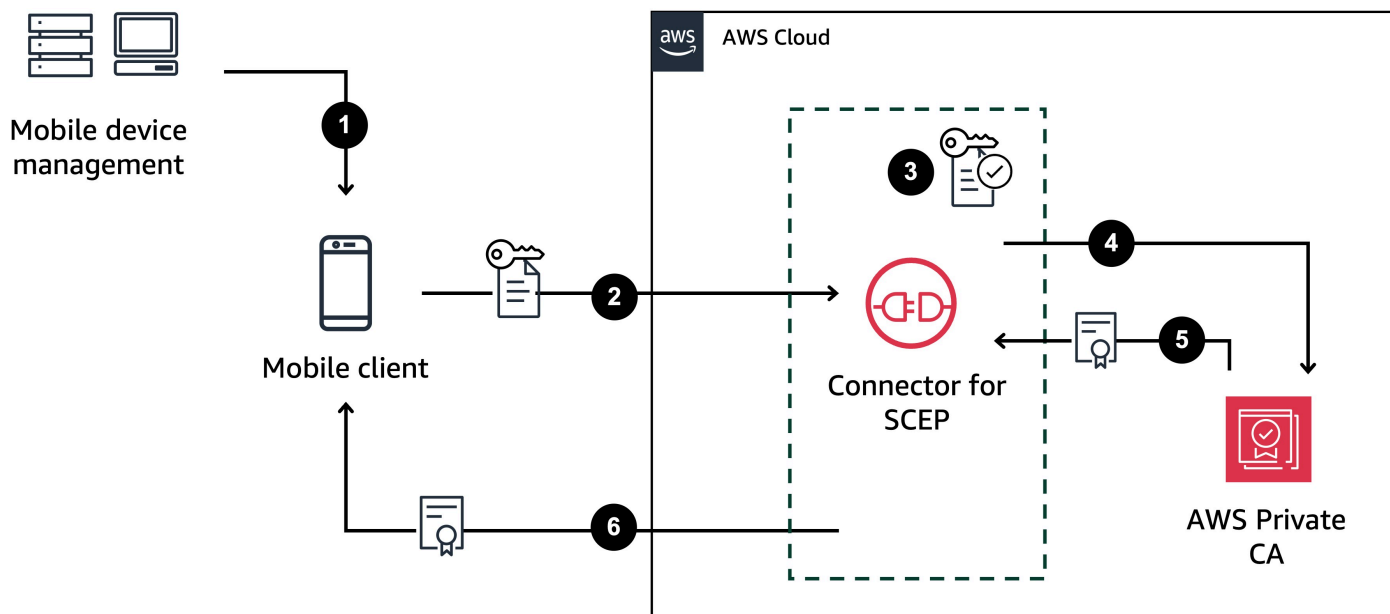 aws
AWS Cloud
Mobile device
management
1
3
4
2
Mobile client
5
Connector for
SCEP
6
AWS Private
CA